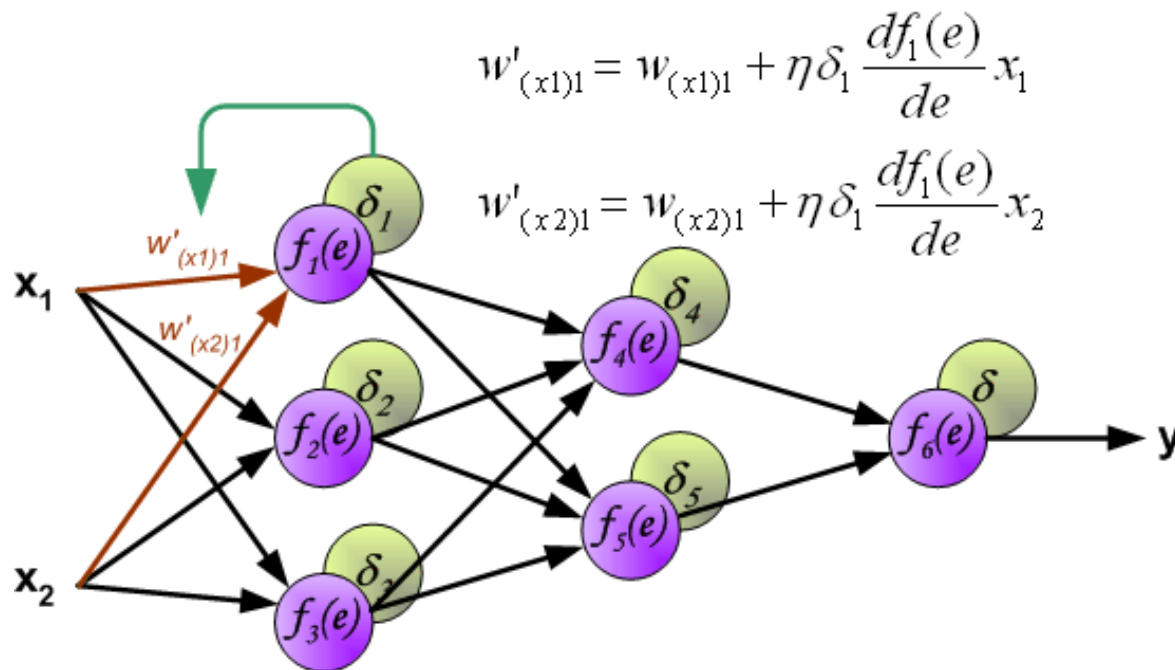 w'(x1)1 = w(x1)1 + η δ1 df1(e)/de x1
w'(x2)1 = w(x2)1 + η δ1 df1(e)/de x2
δ1
f1(e)
w'(x1)1
x1
w'(x2)1
δ4
f4(e)
δ2
f2(e)
δ
f6(e)
y
δ5
f5(e)
x2
δ3
f3(e)